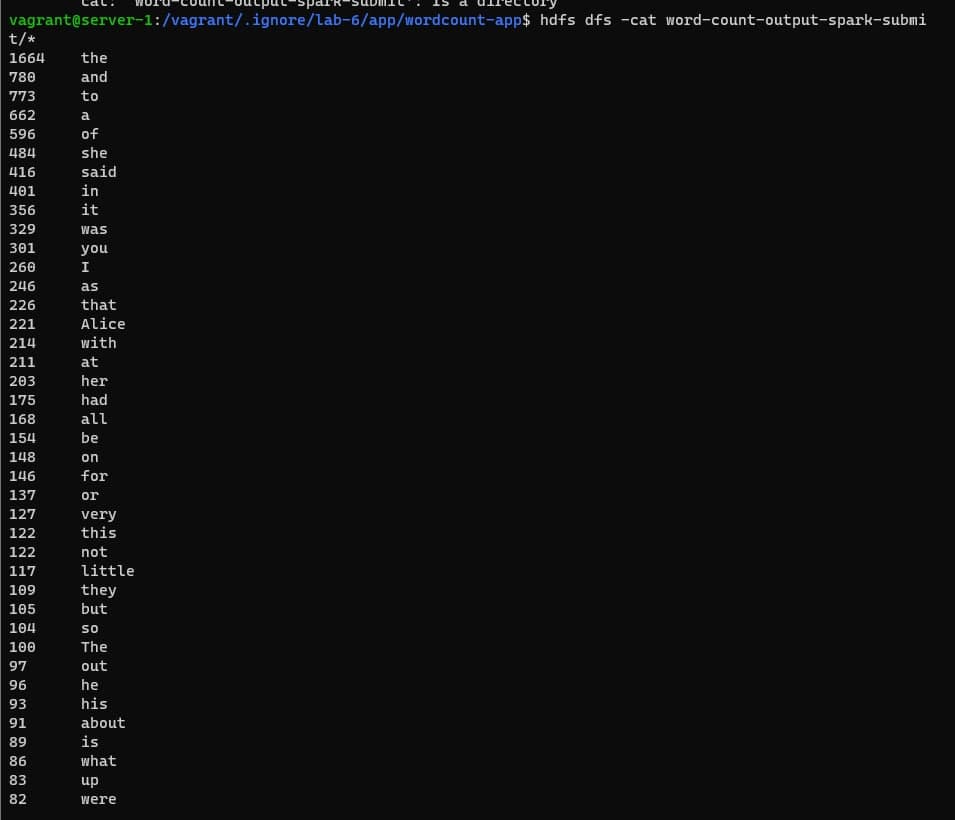 cat: `word-count-output-spark-submit': Is a directory
vagrant@server-1:/vagrant/.ignore/lab-6/app/wordcount-app$ hdfs dfs -cat word-count-output-spark-submi
t/*
1664    the
780     and
773     to
662     a
596     of
484     she
416     said
401     in
356     it
329     was
301     you
260     I
246     as
226     that
221     Alice
214     with
211     at
203     her
175     had
168     all
154     be
148     on
146     for
137     or
127     very
122     this
122     not
117     little
109     they
105     but
104     so
100     The
97      out
96      he
93      his
91      about
89      is
86      what
83      up
82      were